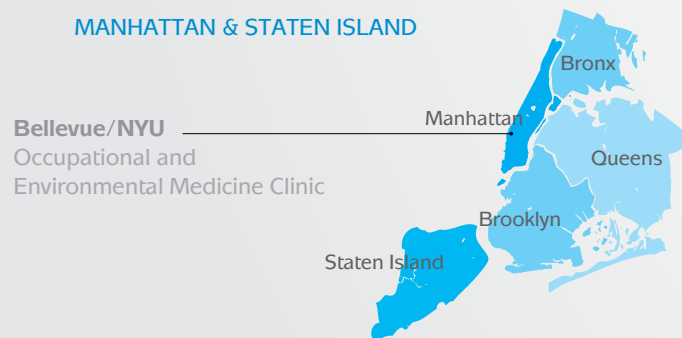 MANHATTAN & STATEN ISLAND
Bronx
Manhattan
Bellevue/NYU
Occupational and
Environmental Medicine Clinic
Queens
Brooklyn
Staten Island